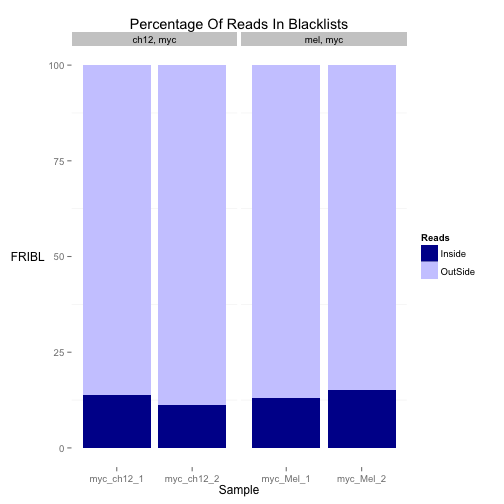 Percentage Of Reads In Blacklists
ch12, myc
mel, myc
100
75
50
25
0
FRIBL
Reads
Inside
OutSide
myc_ch12_1
myc_ch12_2
myc_Mel_1
myc_Mel_2
Sample